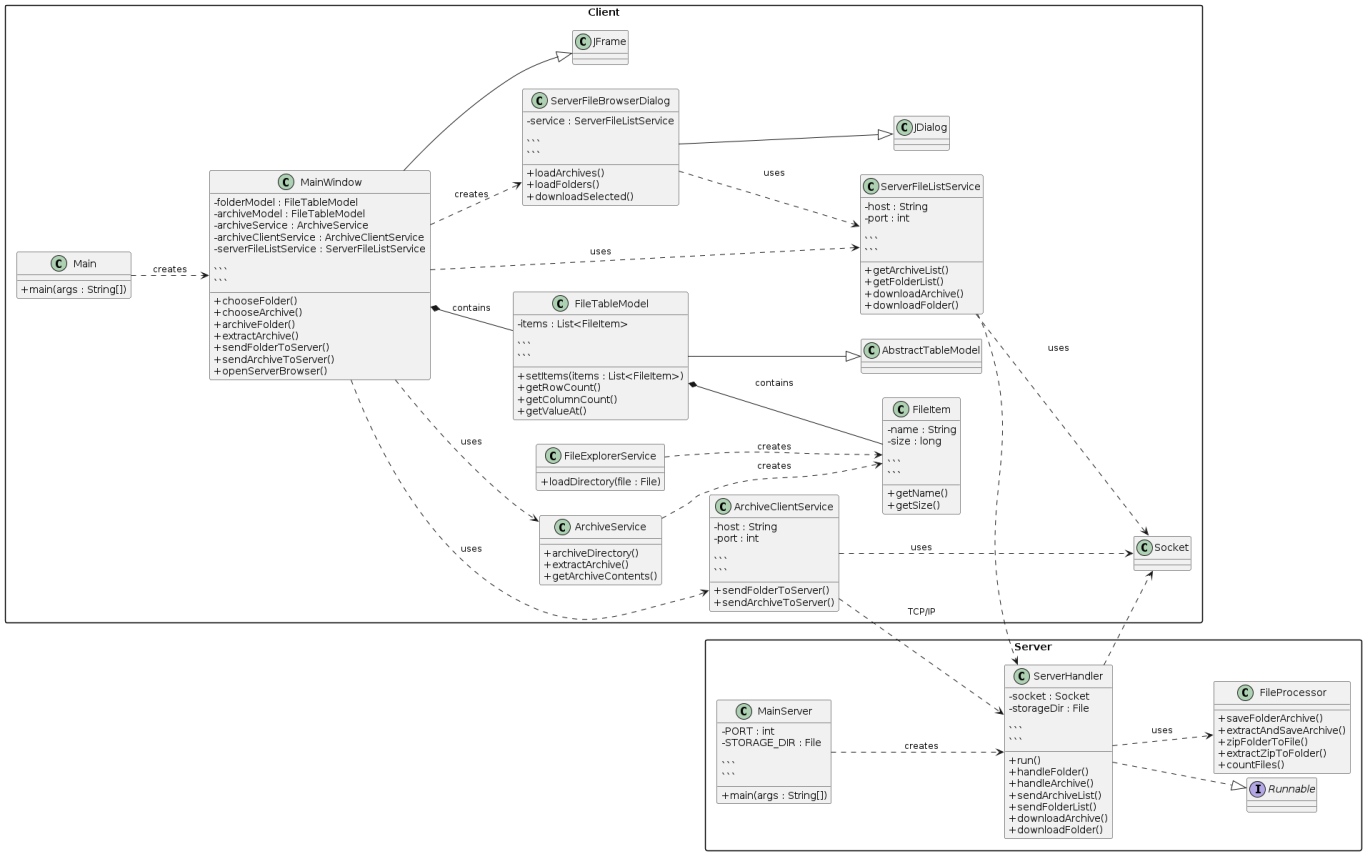 Client
C JFrame
C ServerFileBrowserDialog
-service : ServerFileListService
```
```
+loadArchives()
+loadFolders()
+downloadSelected()
C JDialog
C MainWindow
-folderModel : FileTableModel
-archiveModel : FileTableModel
-archiveService : ArchiveService
-archiveClientService : ArchiveClientService
-serverFileListService : ServerFileListService
```
```
+chooseFolder()
+chooseArchive()
+archiveFolder()
+extractArchive()
+sendFolderToServer()
+sendArchiveToServer()
+openServerBrowser()
C ServerFileListService
-host : String
-port : int
```
```
+getArchiveList()
+getFolderList()
+downloadArchive()
+downloadFolder()
C Main
+main(args : String[])
creates
creates
uses
uses
contains
C FileTableModel
-items : List<FileItem>
```
```
+setItems(items : List<FileItem>)
+getRowCount()
+getColumnCount()
+getValueAt()
C AbstractTableModel
uses
contains
C FileItem
-name : String
-size : long
```
```
+getName()
+getSize()
C FileExplorerService
+loadDirectory(file : File)
creates
creates
uses
C ArchiveService
+archiveDirectory()
+extractArchive()
+getArchiveContents()
uses
C ArchiveClientService
-host : String
-port : int
```
```
+sendFolderToServer()
+sendArchiveToServer()
uses
C Socket
TCP/IP
Server
C MainServer
-PORT : int
-STORAGE_DIR : File
```
```
+main(args : String[])
creates
C ServerHandler
-socket : Socket
-storageDir : File
```
```
+run()
+handleFolder()
+handleArchive()
+sendArchiveList()
+sendFolderList()
+downloadArchive()
+downloadFolder()
uses
C FileProcessor
+saveFolderArchive()
+extractAndSaveArchive()
+zipFolderToFile()
+extractZipToFolder()
+countFiles()
I Runnable